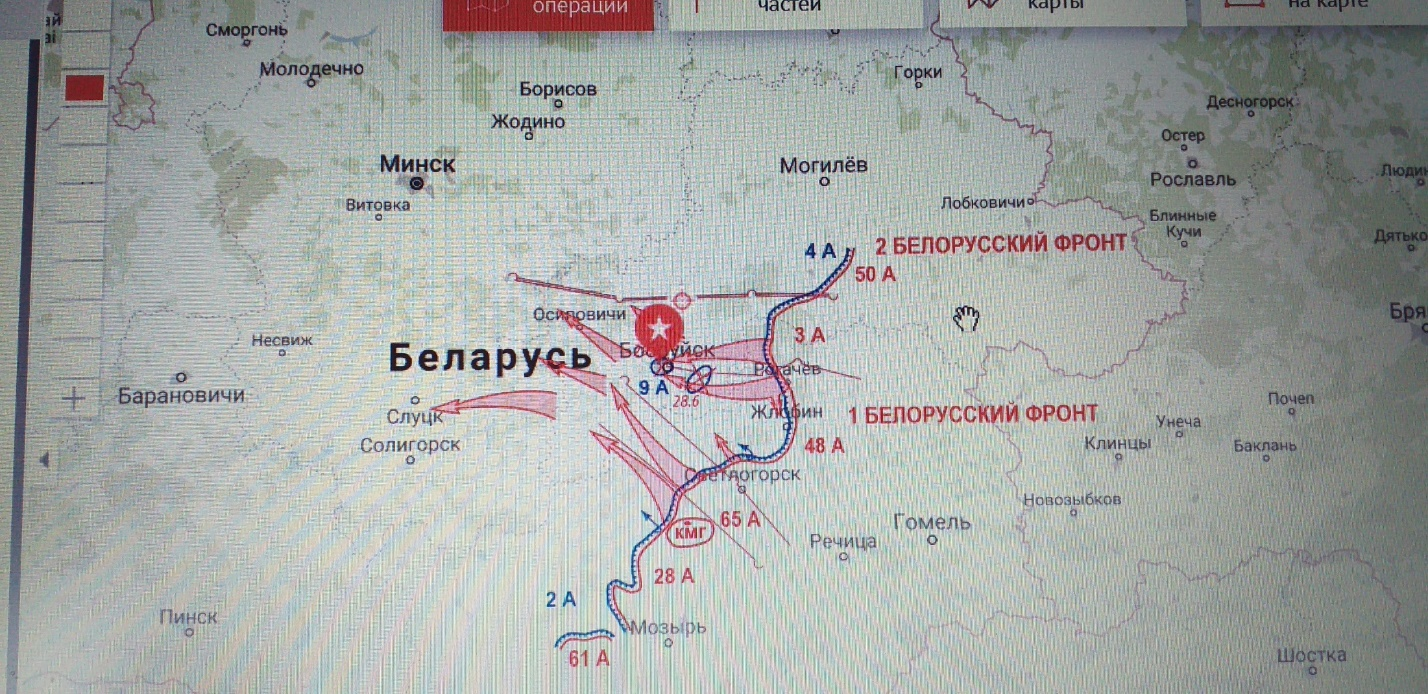 операции
частей
карты
на карте
Сморгонь
Молодечно
Борисов
Горки
Жодино
Десногорск
Остер
Минск
Могилёв
Рославль
Витовка
Лобковичи
Блинные
Кучи
4 А
2 БЕЛОРУССКИЙ ФРОНТ
50 А
Осиповичи
3 А
Несвиж
Беларусь
Бобруйск
Рогачёв
9 А
28.6
Барановичи
Слуцк
Жлобин
1 БЕЛОРУССКИЙ ФРОНТ
Почеп
Унеча
Солигорск
48 А
Клинцы
Баклань
Светлогорск
Новозыбков
65 А
Гомель
КМГ
Речица
28 А
2 А
Пинск
Мозырь
61 А
Шостка